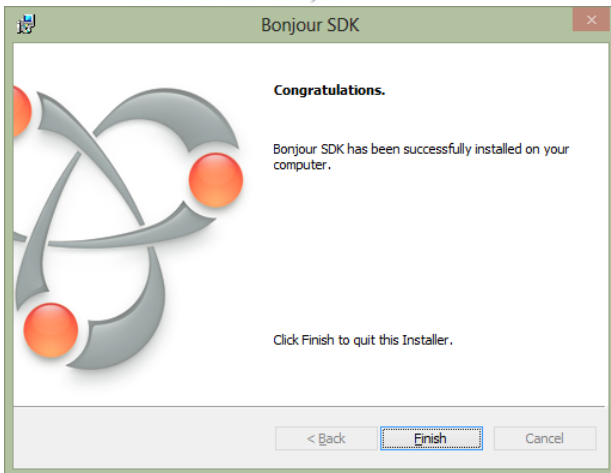 Bonjour SDK
Congratulations.
Bonjour SDK has been successfully installed on your
computer.
Click Finish to quit this Installer.
< Back
Finish
Cancel